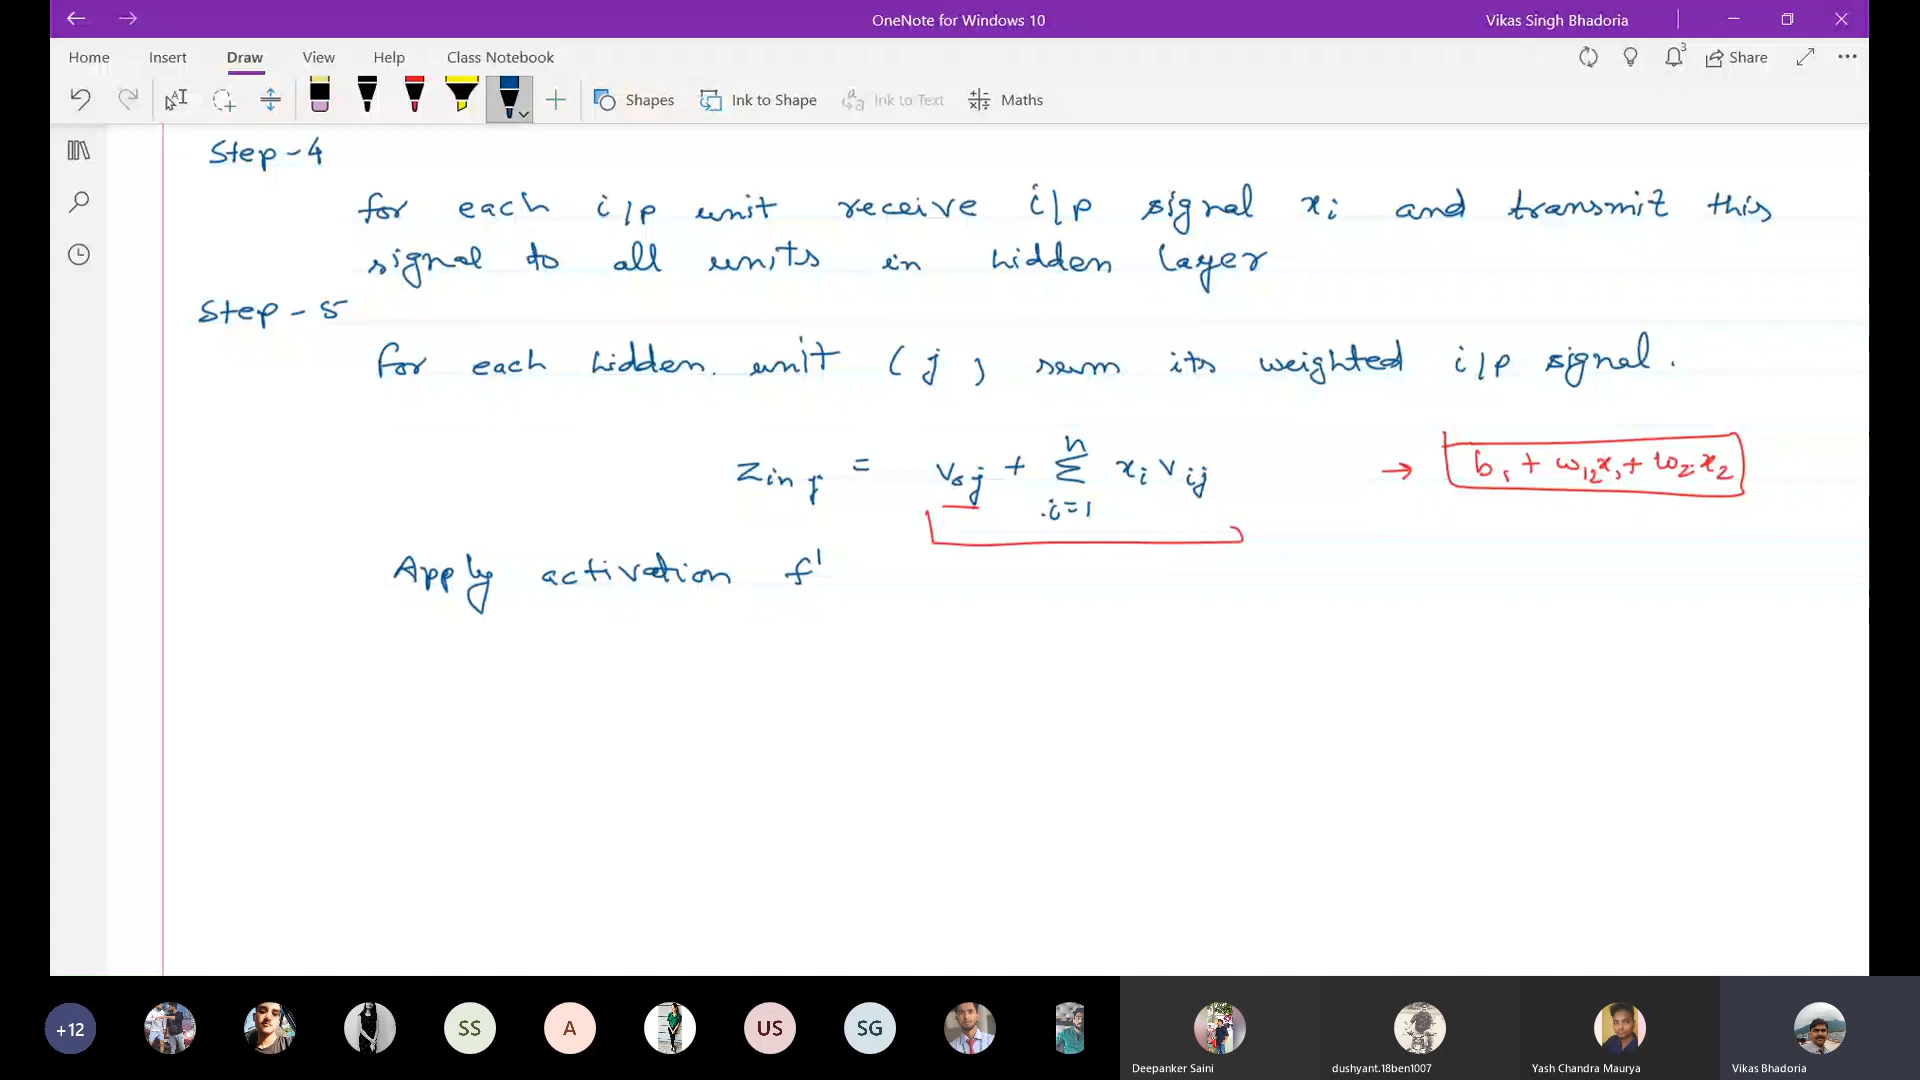 OneNote for Windows 10
Vikas Singh Bhadoria
Home Insert Draw View Help Class Notebook
3
Share
Shapes Ink to Shape Ink to Text Maths
Step - 4
for each i/p unit receive i/p signal xi and transmit this
signal to all units in hidden layer
Step - 5
for each hidden unit (j) sum its weighted i/p signal.
Zinj = v0j + Σ xi vij → b1 + w12x1 + w2x2
n
i=1
Apply activation f'
+12 SS A US SG
Deepanker Saini dushyant.18ben1007 Yash Chandra Maurya Vikas Bhadoria